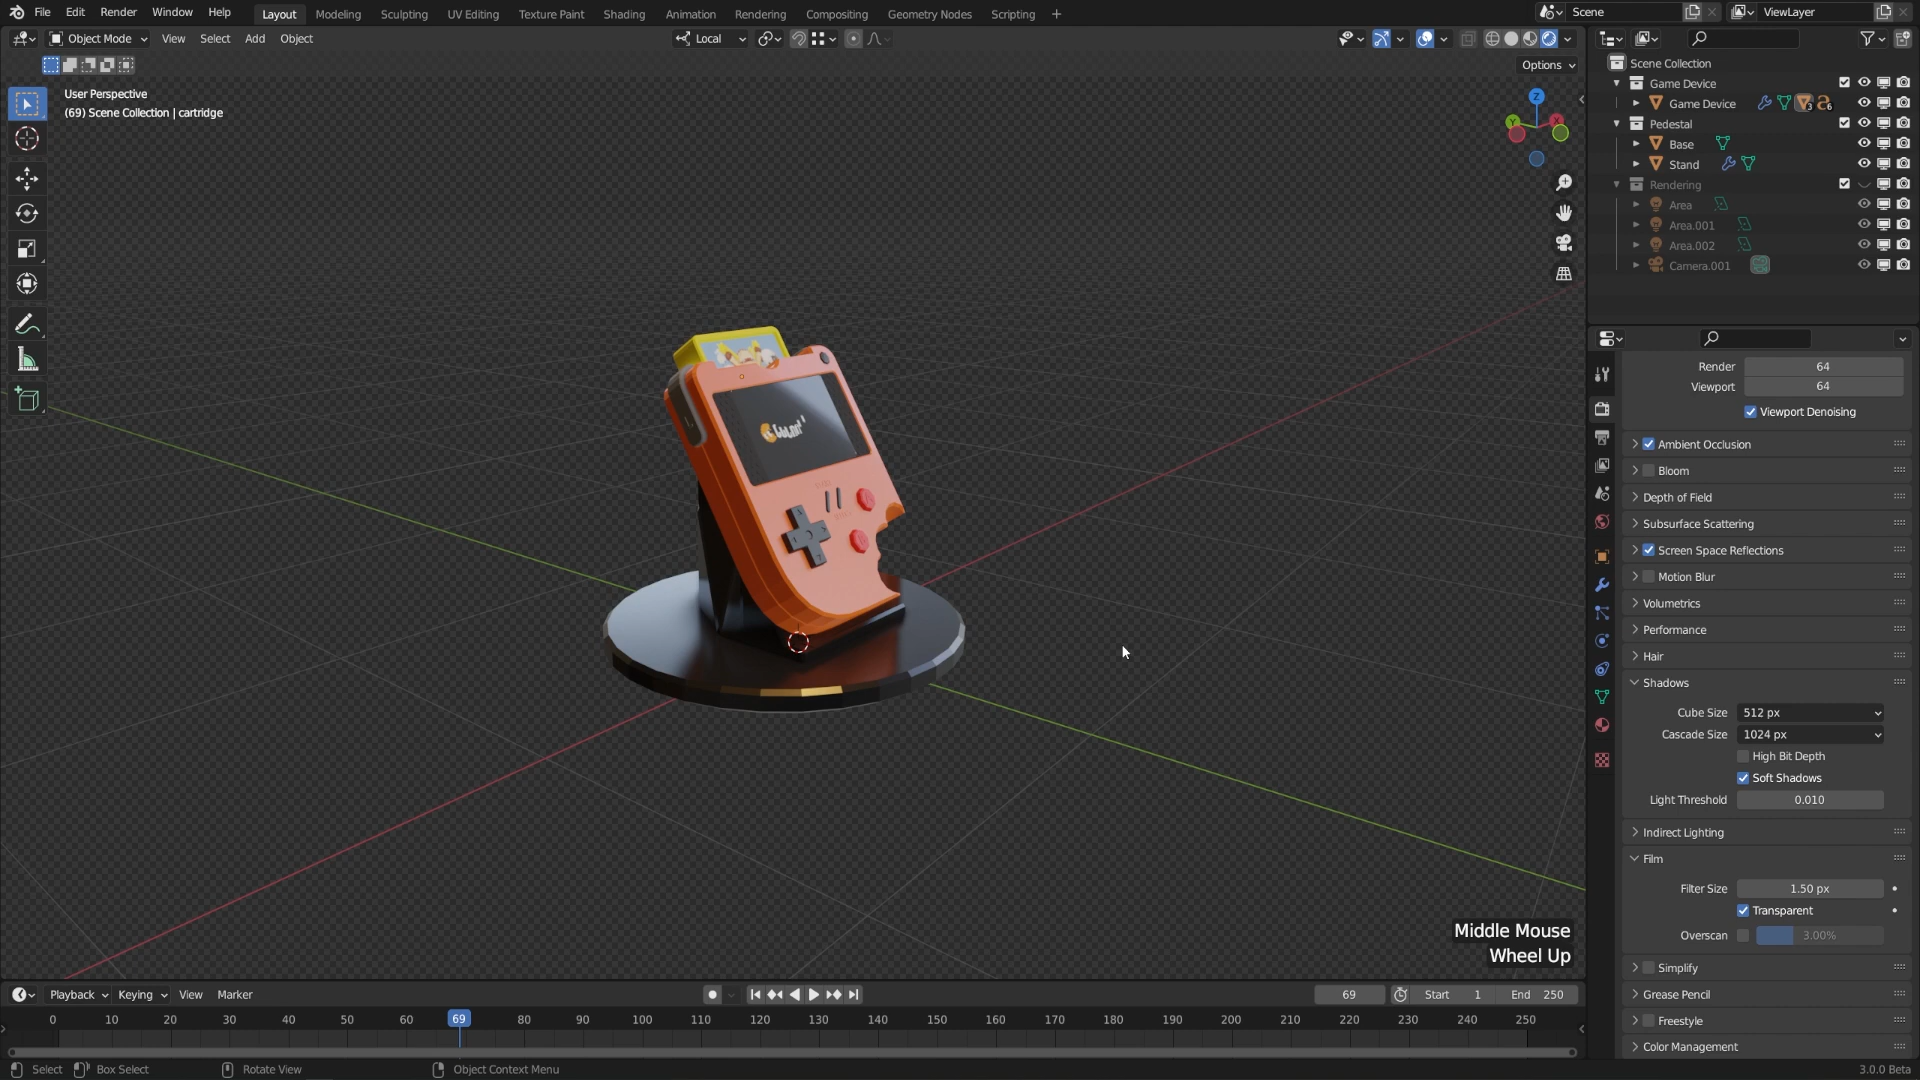 File Edit Render Window Help Layout Modeling Sculpting UV Editing Texture Paint Shading Animation Rendering Compositing Geometry Nodes Scripting + Scene ViewLayer
Object Mode View Select Add Object Local
Options
User Perspective
(69) Scene Collection | cartridge
Z
Y
X
Scene Collection
Game Device
Game Device 3 6
Pedestal
Base
Stand
Rendering
Area
Area.001
Area.002
Camera.001
Render 64
Viewport 64
Viewport Denoising
Ambient Occlusion
Bloom
Depth of Field
Subsurface Scattering
Screen Space Reflections
Motion Blur
Volumetrics
Performance
Hair
Shadows
Cube Size 512 px
Cascade Size 1024 px
High Bit Depth
Soft Shadows
Light Threshold 0.010
Indirect Lighting
Film
Filter Size 1.50 px
Transparent
Overscan 3.00%
Simplify
Grease Pencil
Freestyle
Color Management
Middle Mouse
Wheel Up
Playback Keying View Marker 69 Start 1 End 250
0 10 20 30 40 50 60 69 80 90 100 110 120 130 140 150 160 170 180 190 200 210 220 230 240 250
Select Box Select Rotate View Object Context Menu 3.0.0 Beta